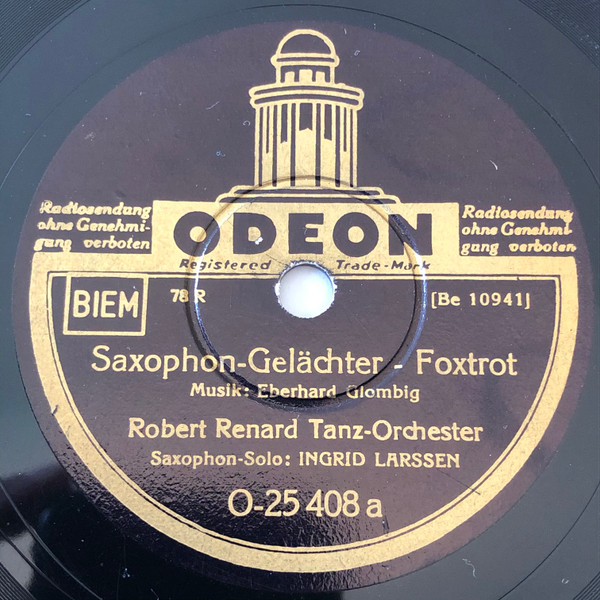 Radiosendung
ohne Genehmi-
gung verboten
ODEON
Radiosendung
ohne Genehmi-
gung verboten
Registered Trade-Mark
BIEM
78 R
[Be 10941]
Saxophon-Gelächter - Foxtrot
Musik: Eberhard Glombig
Robert Renard Tanz-Orchester
Saxophon-Solo: INGRID LARSSEN
O-25 408 a